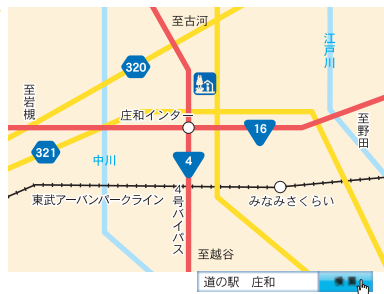 至古河
江戸川
320
至岩槻
庄和インター
16
至野田
321
中川
4
東武アーバンパークライン
4号バイパス
みなみさくらい
至越谷
道の駅 庄和
検索